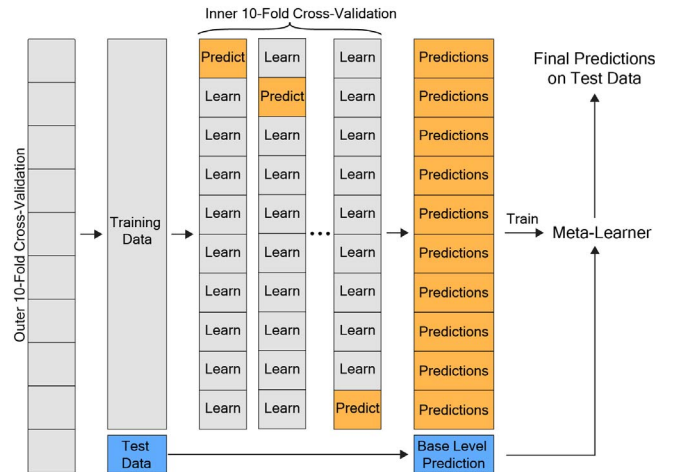 Inner 10-Fold Cross-Validation
Outer 10-Fold Cross-Validation
Training
Data
Predict
Learn
Learn
Learn
Learn
Learn
Learn
Learn
Learn
Learn
Learn
Predict
Learn
Learn
Learn
Learn
Learn
Learn
Learn
Learn
...
Learn
Learn
Learn
Learn
Learn
Learn
Learn
Learn
Learn
Predict
Predictions
Predictions
Predictions
Predictions
Predictions
Predictions
Predictions
Predictions
Predictions
Predictions
Train
Meta-Learner
Final Predictions
on Test Data
Test
Data
Base Level
Prediction